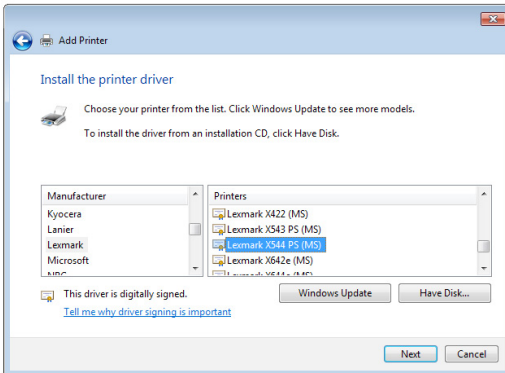 Add Printer
Install the printer driver
Choose your printer from the list. Click Windows Update to see more models.
To install the driver from an installation CD, click Have Disk.
Manufacturer
Kyocera
Lanier
Lexmark
Microsoft
Printers
Lexmark X422 (MS)
Lexmark X543 PS (MS)
Lexmark X544 PS (MS)
Lexmark X642e (MS)
This driver is digitally signed.
Tell me why driver signing is important
Windows Update
Have Disk...
Next
Cancel